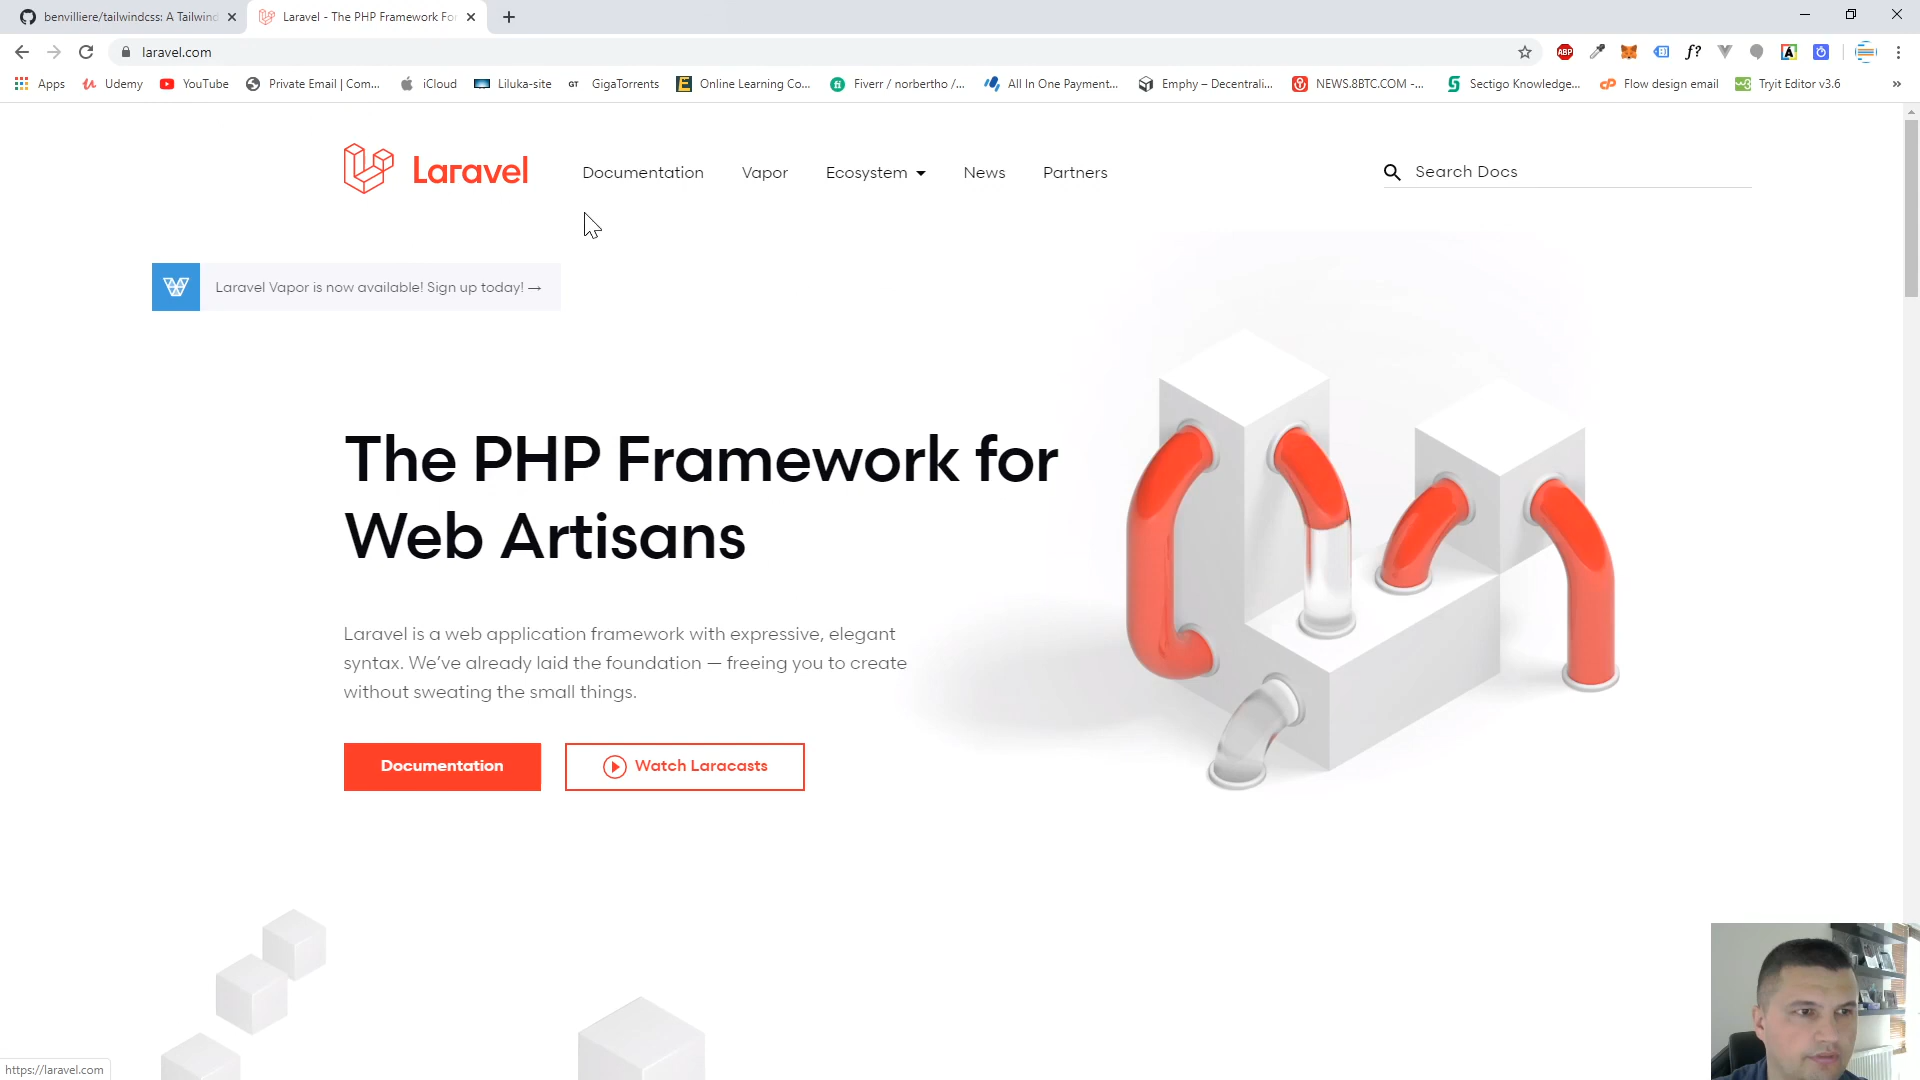 benvilliere/tailwindcss: A Tailwind
Laravel - The PHP Framework For
laravel.com
ABP
f?
Apps
Udemy
YouTube
Private Email | Com...
iCloud
Liluka-site
GT
GigaTorrents
Online Learning Co...
Fiverr / norbertho /...
All In One Payment...
Emphy – Decentrali...
NEWS.8BTC.COM -...
Sectigo Knowledge...
Flow design email
Tryit Editor v3.6
»
Laravel
Documentation
Vapor
Ecosystem
News
Partners
Search Docs
Laravel Vapor is now available! Sign up today! →
The PHP Framework for
Web Artisans
Laravel is a web application framework with expressive, elegant
syntax. We’ve already laid the foundation — freeing you to create
without sweating the small things.
Documentation
Watch Laracasts
https://laravel.com